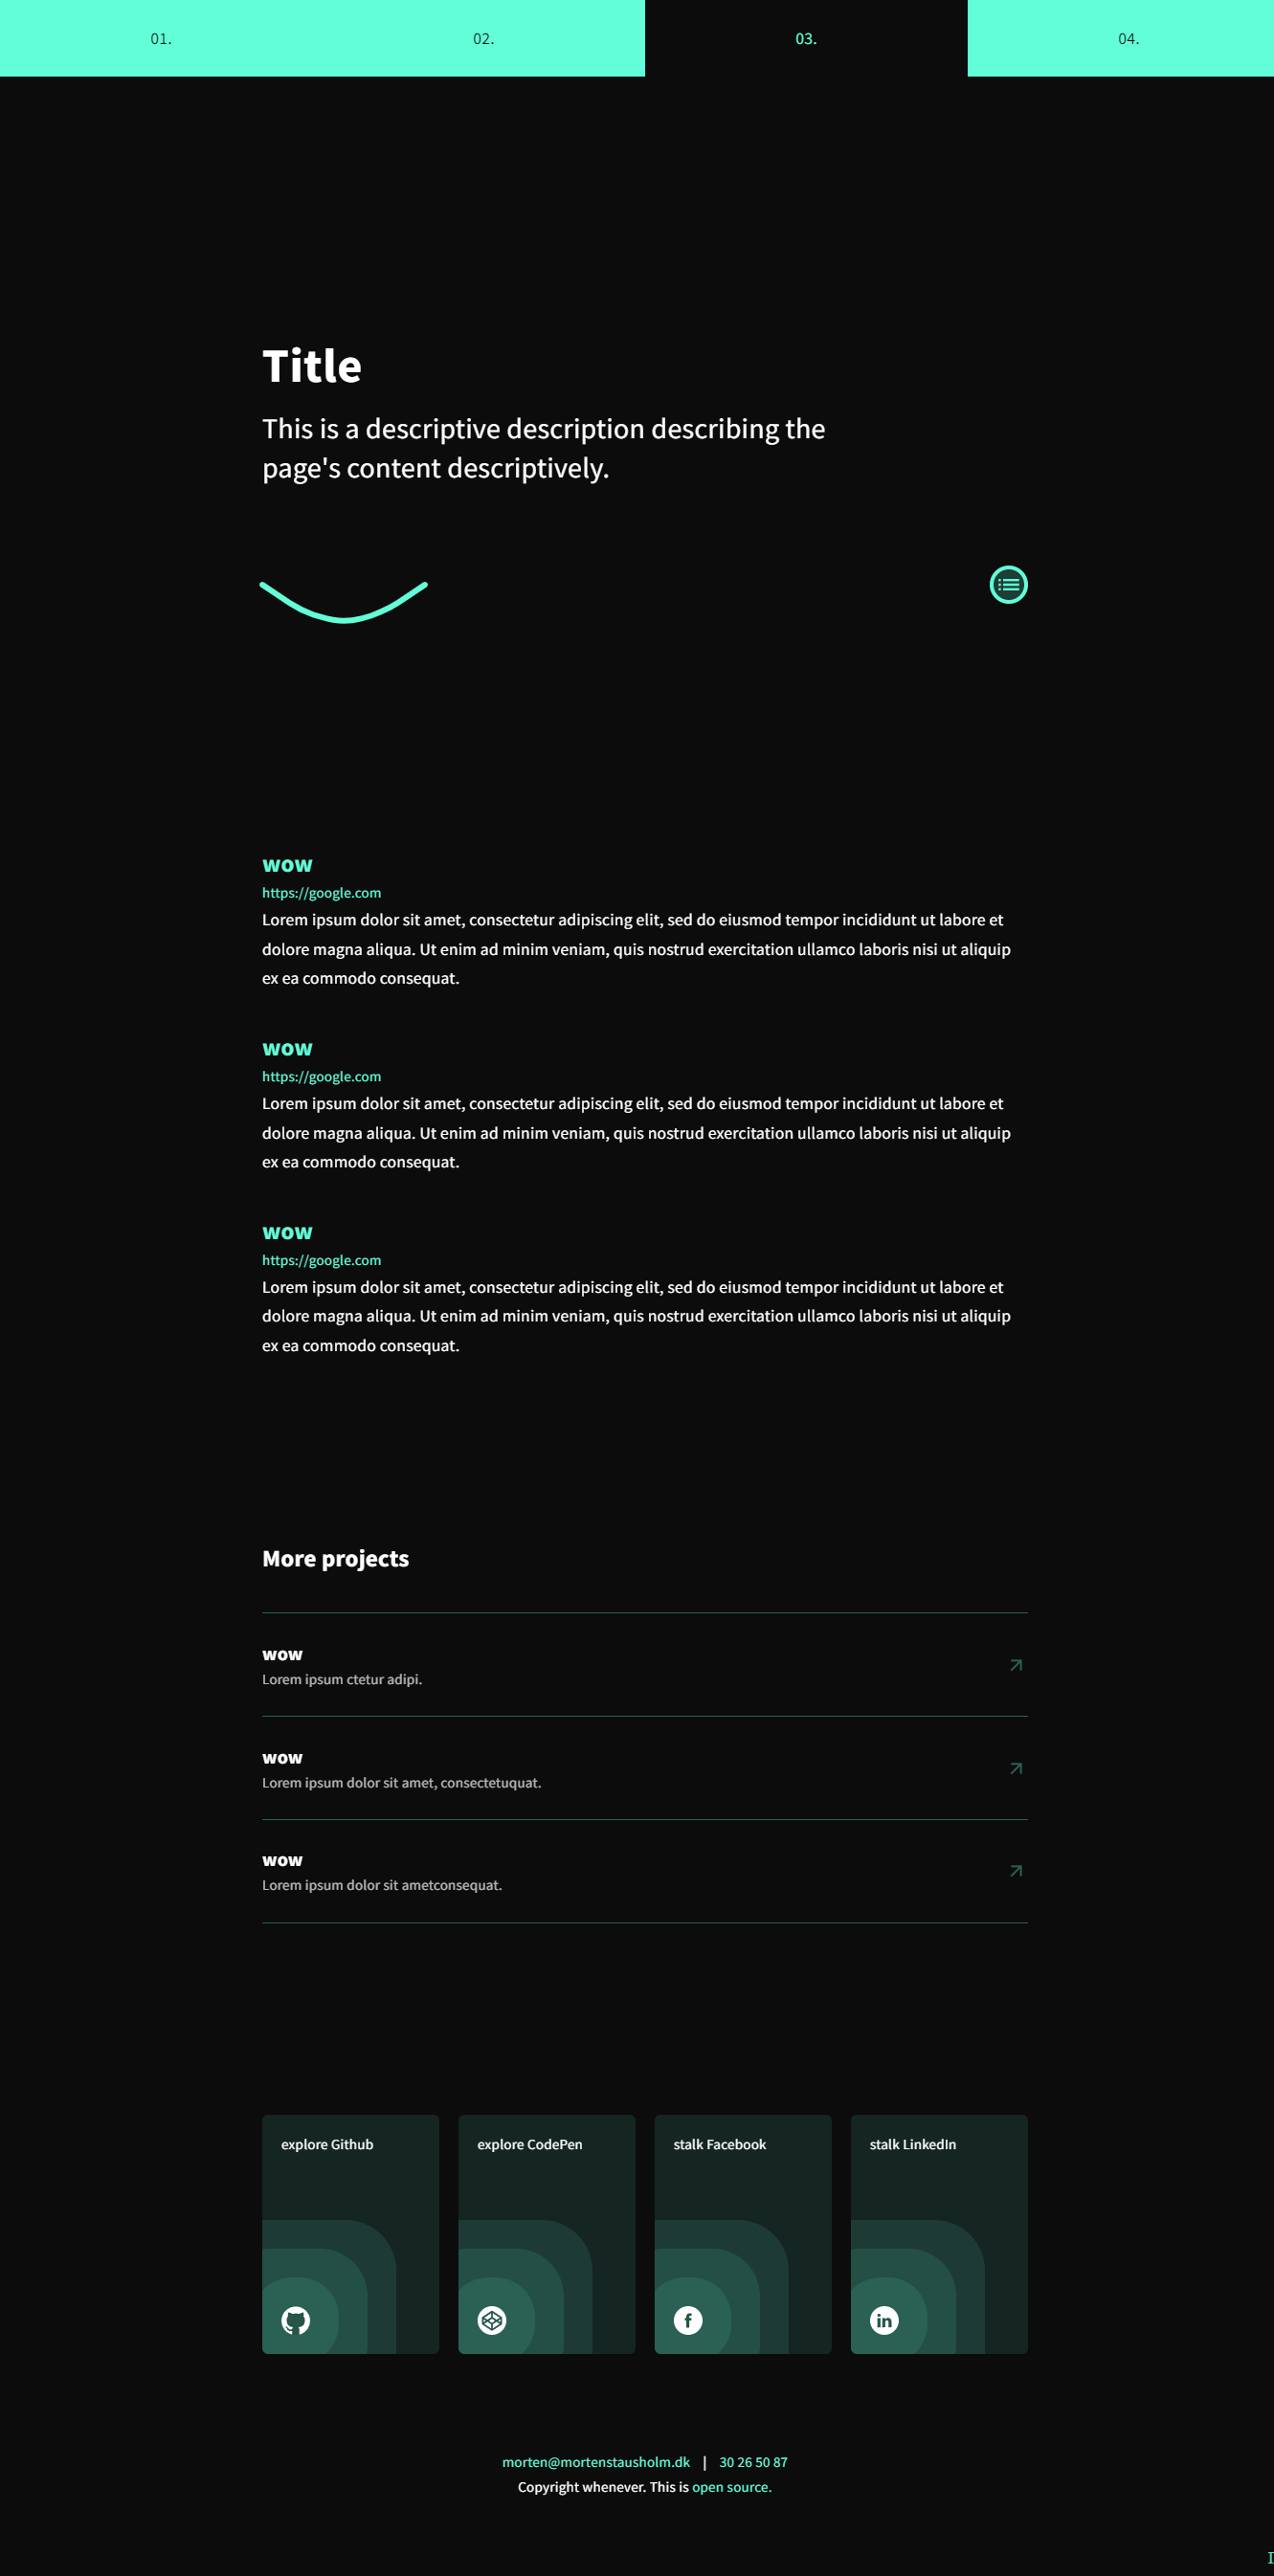 01.
02.
03.
04.
Title
This is a descriptive description describing the
page's content descriptively.
wow
https://google.com
Lorem ipsum dolor sit amet, consectetur adipiscing elit, sed do eiusmod tempor incididunt ut labore et
dolore magna aliqua. Ut enim ad minim veniam, quis nostrud exercitation ullamco laboris nisi ut aliquip
ex ea commodo consequat.
wow
https://google.com
Lorem ipsum dolor sit amet, consectetur adipiscing elit, sed do eiusmod tempor incididunt ut labore et
dolore magna aliqua. Ut enim ad minim veniam, quis nostrud exercitation ullamco laboris nisi ut aliquip
ex ea commodo consequat.
wow
https://google.com
Lorem ipsum dolor sit amet, consectetur adipiscing elit, sed do eiusmod tempor incididunt ut labore et
dolore magna aliqua. Ut enim ad minim veniam, quis nostrud exercitation ullamco laboris nisi ut aliquip
ex ea commodo consequat.
More projects
wow
Lorem ipsum ctetur adipi.
wow
Lorem ipsum dolor sit amet, consectetuquat.
wow
Lorem ipsum dolor sit ametconsequat.
explore Github
explore CodePen
stalk Facebook
stalk LinkedIn
morten@mortenstausholm.dk | 30 26 50 87
Copyright whenever. This is open source.